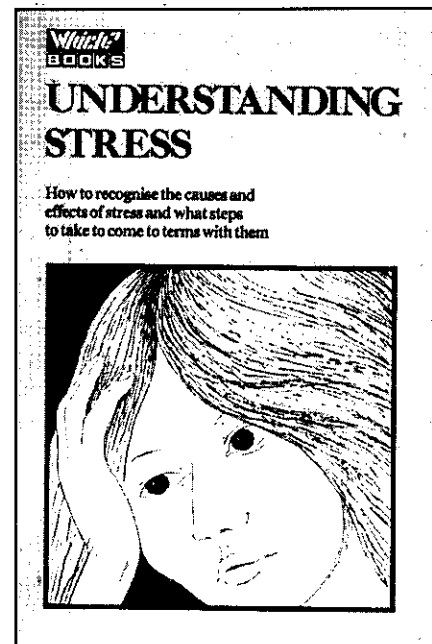 Which?
BOOKS
UNDERSTANDING
STRESS
How to recognise the causes and
effects of stress and what steps
to take to come to terms with them